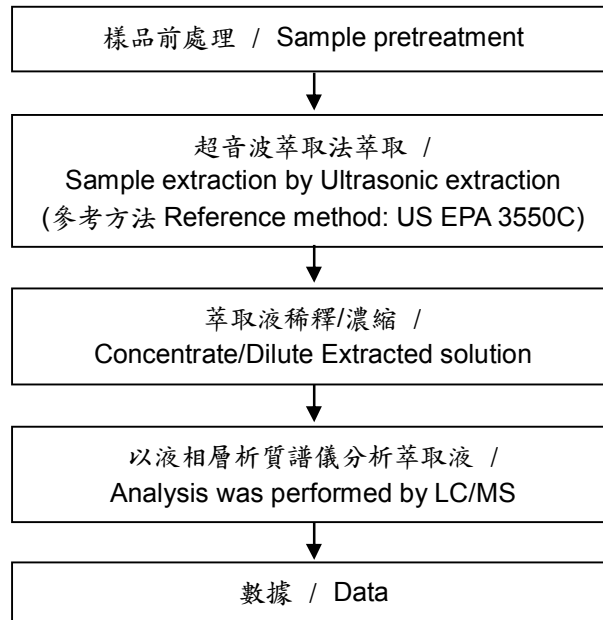 樣品前處理 / Sample pretreatment
超音波萃取法萃取 /
Sample extraction by Ultrasonic extraction
(參考方法 Reference method: US EPA 3550C)
萃取液稀釋/濃縮 /
Concentrate/Dilute Extracted solution
以液相層析質譜儀分析萃取液 /
Analysis was performed by LC/MS
數據 / Data